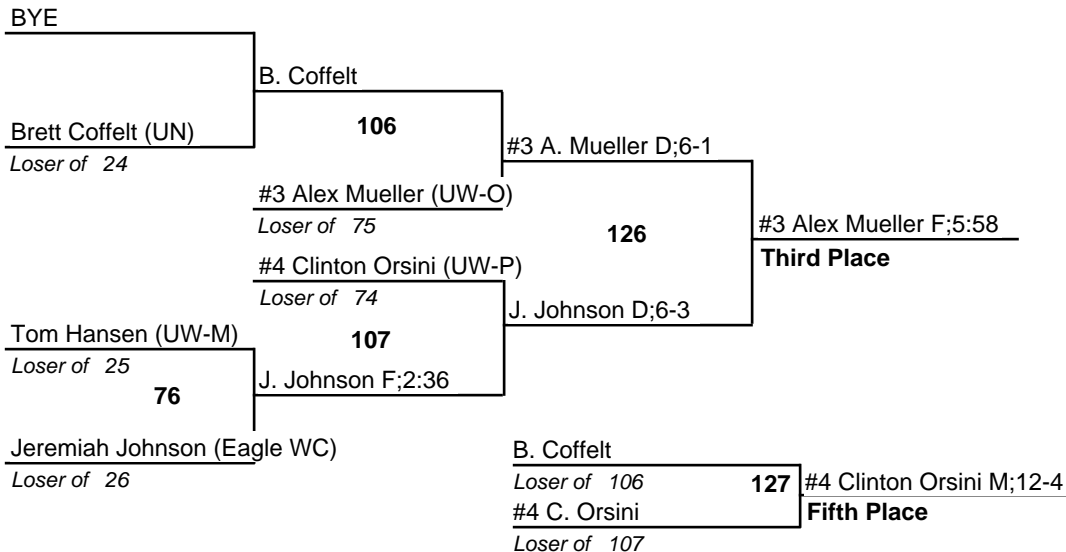 BYE
B. Coffelt
106
Brett Coffelt (UN)
Loser of 24
#3 A. Mueller D;6-1
#3 Alex Mueller (UW-O)
Loser of 75
126
#3 Alex Mueller F;5:58
Third Place
#4 Clinton Orsini (UW-P)
Loser of 74
J. Johnson D;6-3
Tom Hansen (UW-M)
Loser of 25
107
76
J. Johnson F;2:36
Jeremiah Johnson (Eagle WC)
Loser of 26
B. Coffelt
Loser of 106
127
#4 Clinton Orsini M;12-4
#4 C. Orsini
Fifth Place
Loser of 107